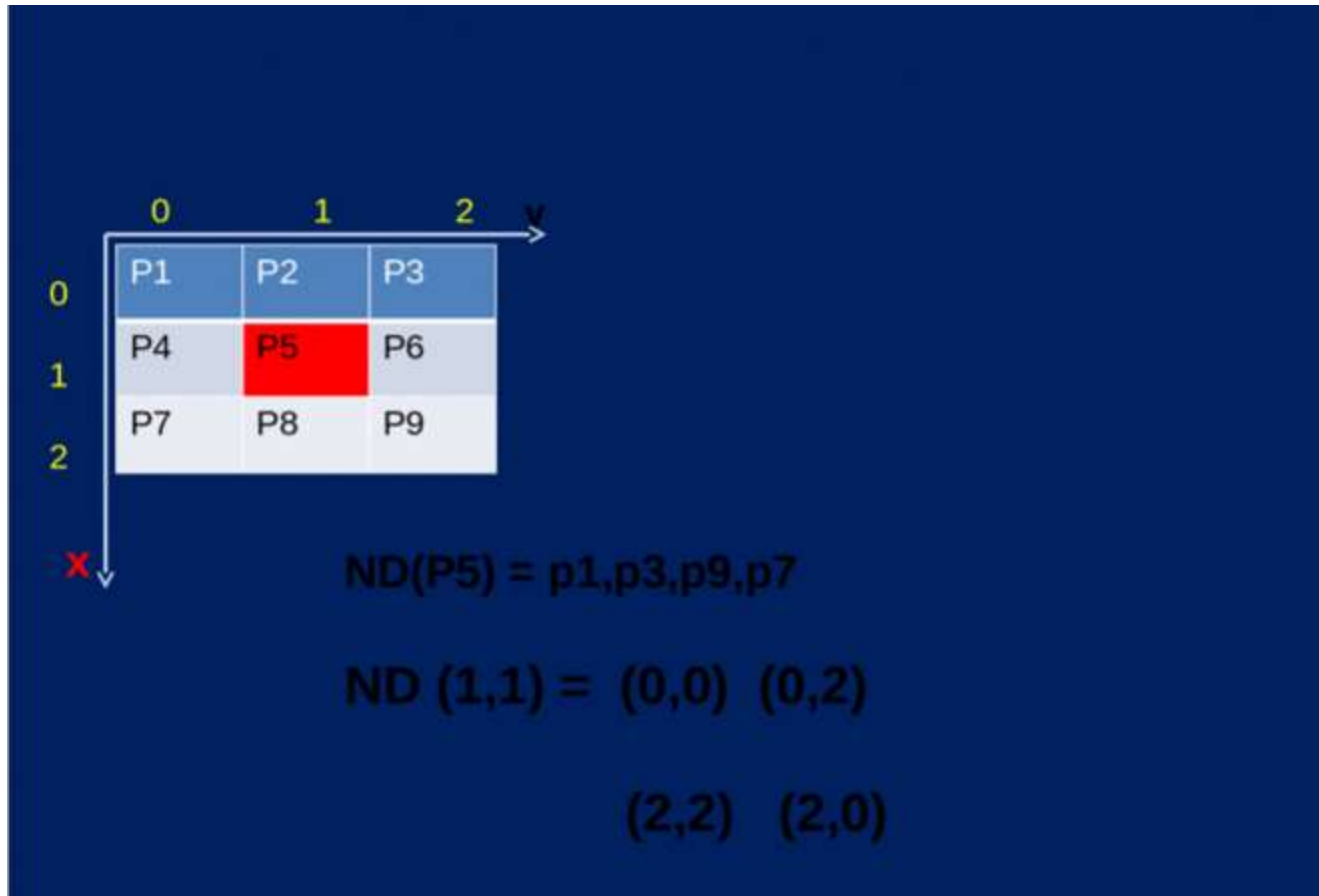 0 1 2 y
0 P1 P2 P3
1 P4 P5 P6
2 P7 P8 P9
X
ND(P5) = p1,p3,p9,p7
ND (1,1) = (0,0) (0,2)
(2,2) (2,0)